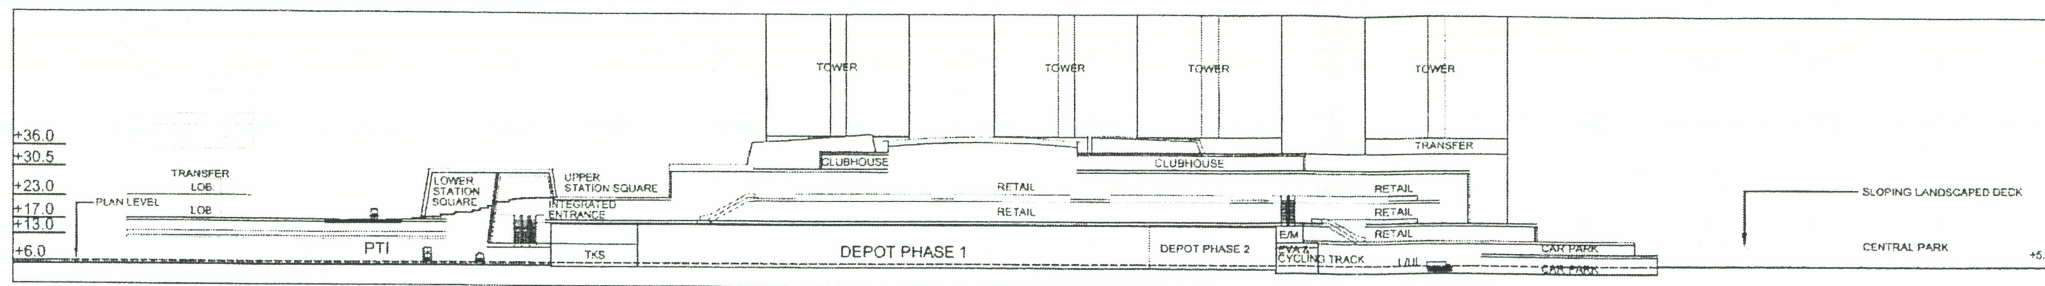 TOWER
TOWER
TOWER
TOWER
+36.0
+30.5
+23.0
+17.0
+13.0
+6.0
PLAN LEVEL
TRANSFER
LOB.
LOB
PTI
LOWER
STATION
SQUARE
UPPER
STATION SQUARE
INTEGRATED
ENTRANCE
TKS
CLUBHOUSE
CLUBHOUSE
TRANSFER
RETAIL
RETAIL
RETAIL
RETAIL
RETAIL
DEPOT PHASE 1
DEPOT PHASE 2
E/M
CYCLING TRACK
CAR PARK
CAR PARK
SLOPING LANDSCAPED DECK
CENTRAL PARK
+5.